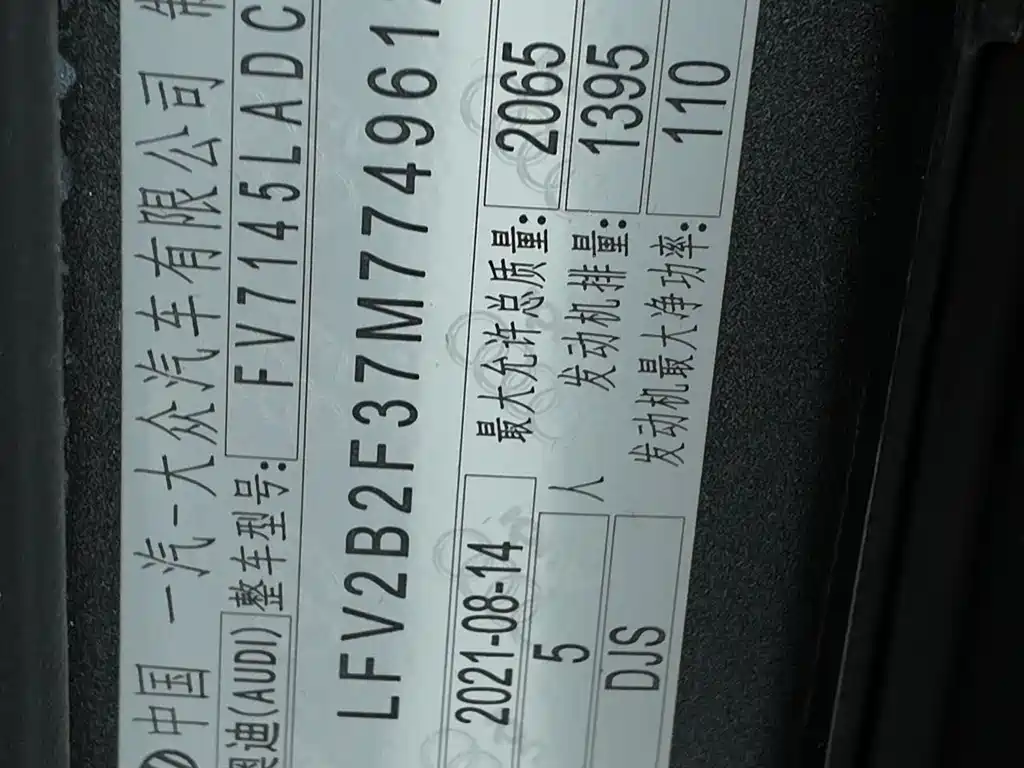 中国 一汽-大众汽车有限公司
奥迪(AUDI) 整车型号: FV7145LADC
LFV2B2F37M774961
2021-08-14 最大允许总质量: 2065
5 人 发动机排量: 1395
DJS 发动机最大净功率: 110